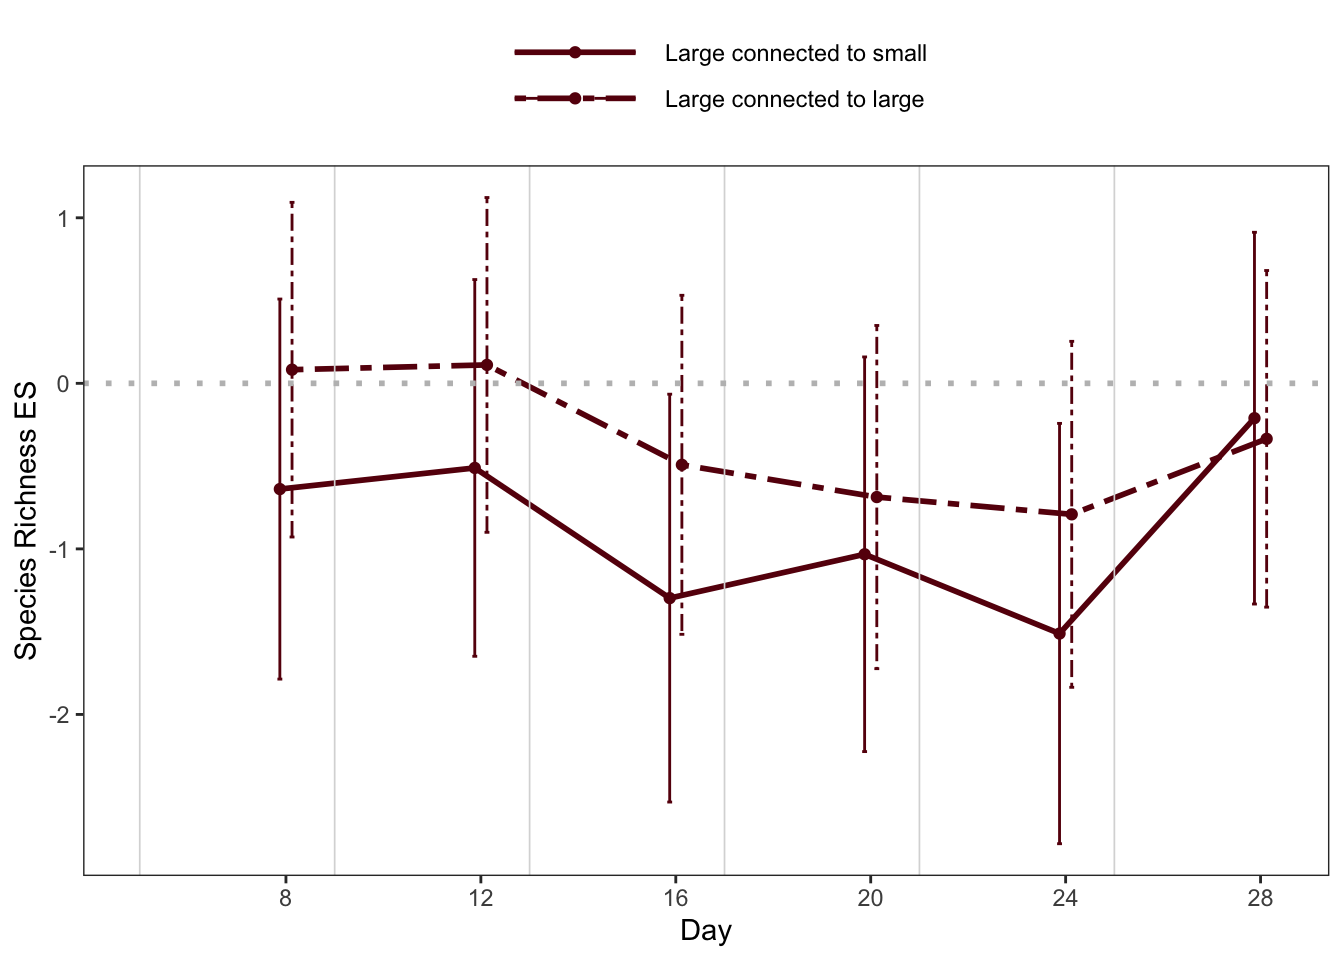 Large connected to small
Large connected to large
Species Richness ES
1
0
-1
-2
8 12 16 20 24 28
Day